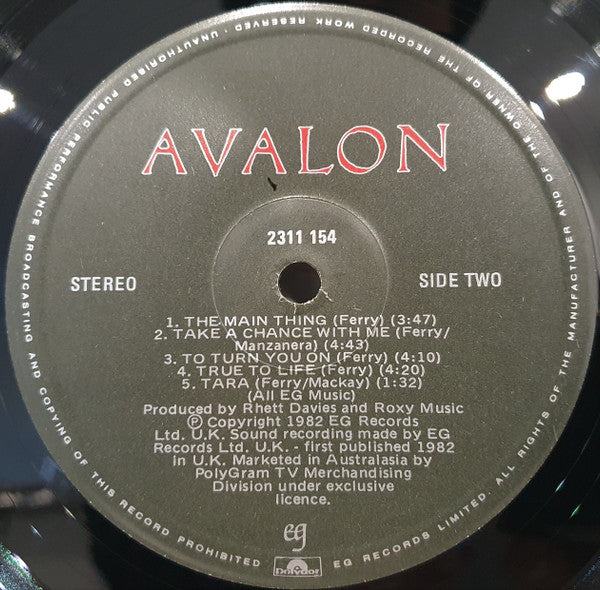 AVALON
2311 154
STEREO
SIDE TWO
1. THE MAIN THING (Ferry) (3:47)
2. TAKE A CHANCE WITH ME (Ferry/
Manzanera) (4:43)
3. TO TURN YOU ON (Ferry) (4:10)
4. TRUE TO LIFE (Ferry) (4:20)
5. TARA (Ferry/Mackay) (1:32)
(All EG Music)
Produced by Rhett Davies and Roxy Music
Ⓟ Copyright 1982 EG Records
Ltd. U.K. Sound recording made by EG
Records Ltd. U.K. - first published 1982
in U.K. Marketed in Australasia by
PolyGram TV Merchandising
Division under exclusive
licence.
eg
Polydor
EG RECORDS LIMITED. ALL RIGHTS OF THE MANUFACTURER AND OF THE OWNER OF THE RECORDED WORK RESERVED · UNAUTHORISED PUBLIC PERFORMANCE BROADCASTING AND COPYING OF THIS RECORD PROHIBITED